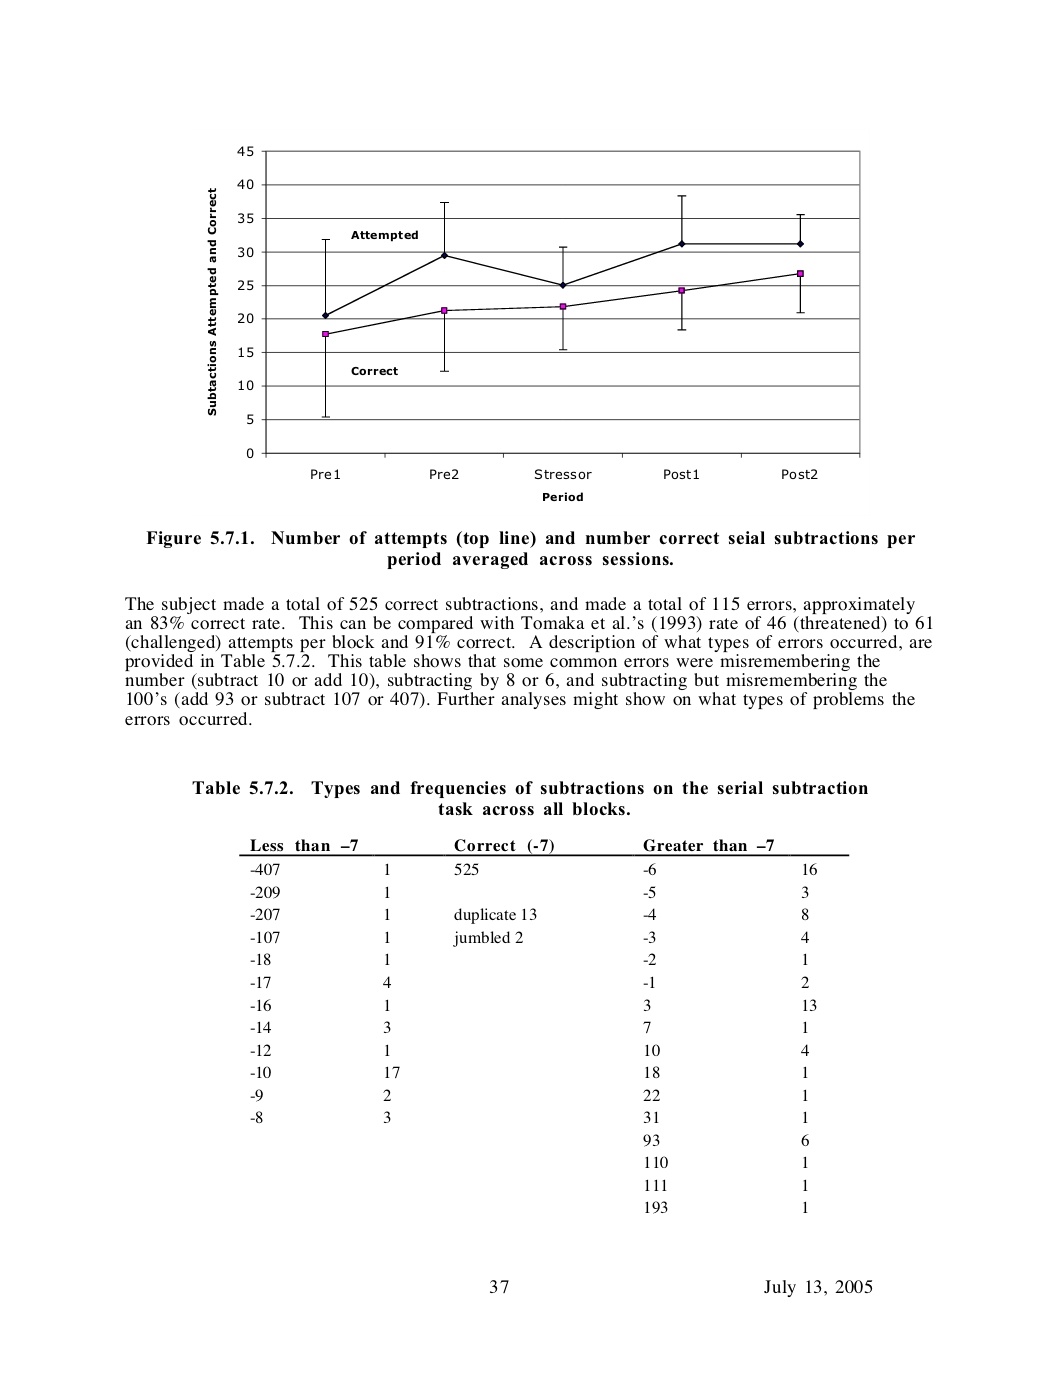 45
40
35
30
25
20
15
10
5
0
Subtactions Attempted and Correct
Attempted
Correct
Pre1 Pre2 Stressor Post1 Post2
Period
Figure 5.7.1. Number of attempts (top line) and number correct seial subtractions per
period averaged across sessions.
The subject made a total of 525 correct subtractions, and made a total of 115 errors, approximately
an 83% correct rate. This can be compared with Tomaka et al.’s (1993) rate of 46 (threatened) to 61
(challenged) attempts per block and 91% correct. A description of what types of errors occurred, are
provided in Table 5.7.2. This table shows that some common errors were misremembering the
number (subtract 10 or add 10), subtracting by 8 or 6, and subtracting but misremembering the
100’s (add 93 or subtract 107 or 407). Further analyses might show on what types of problems the
errors occurred.
Table 5.7.2. Types and frequencies of subtractions on the serial subtraction
task across all blocks.
Less than –7 Correct (-7) Greater than –7
-407 1 525 -6 16
-209 1 -5 3
-207 1 duplicate 13 -4 8
-107 1 jumbled 2 -3 4
-18 1 -2 1
-17 4 -1 2
-16 1 3 13
-14 3 7 1
-12 1 10 4
-10 17 18 1
-9 2 22 1
-8 3 31 1
93 6
110 1
111 1
193 1
37 July 13, 2005